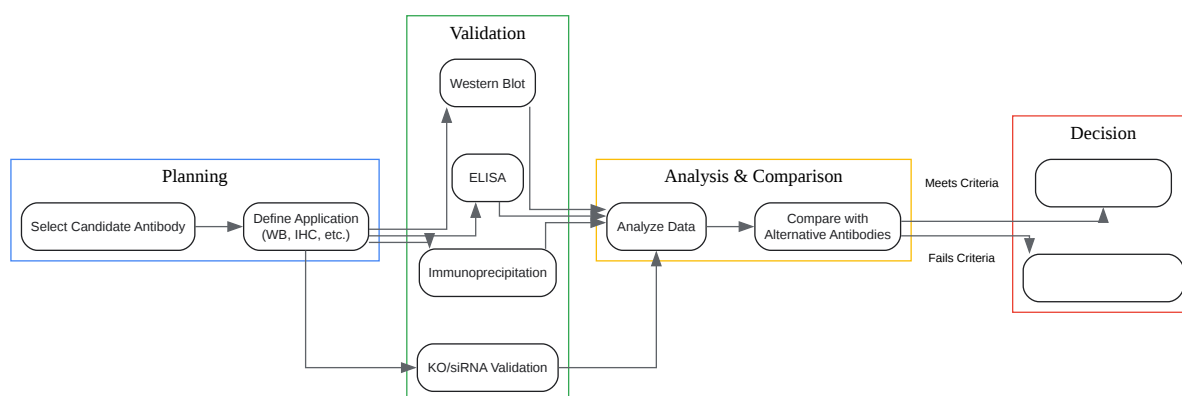 Validation
Western Blot
Decision
Planning
ELISA
Analysis & Comparison
Meets Criteria
Select Candidate Antibody
Define Application
(WB, IHC, etc.)
Analyze Data
Compare with
Alternative Antibodies
Immunoprecipitation
Fails Criteria
KO/siRNA Validation